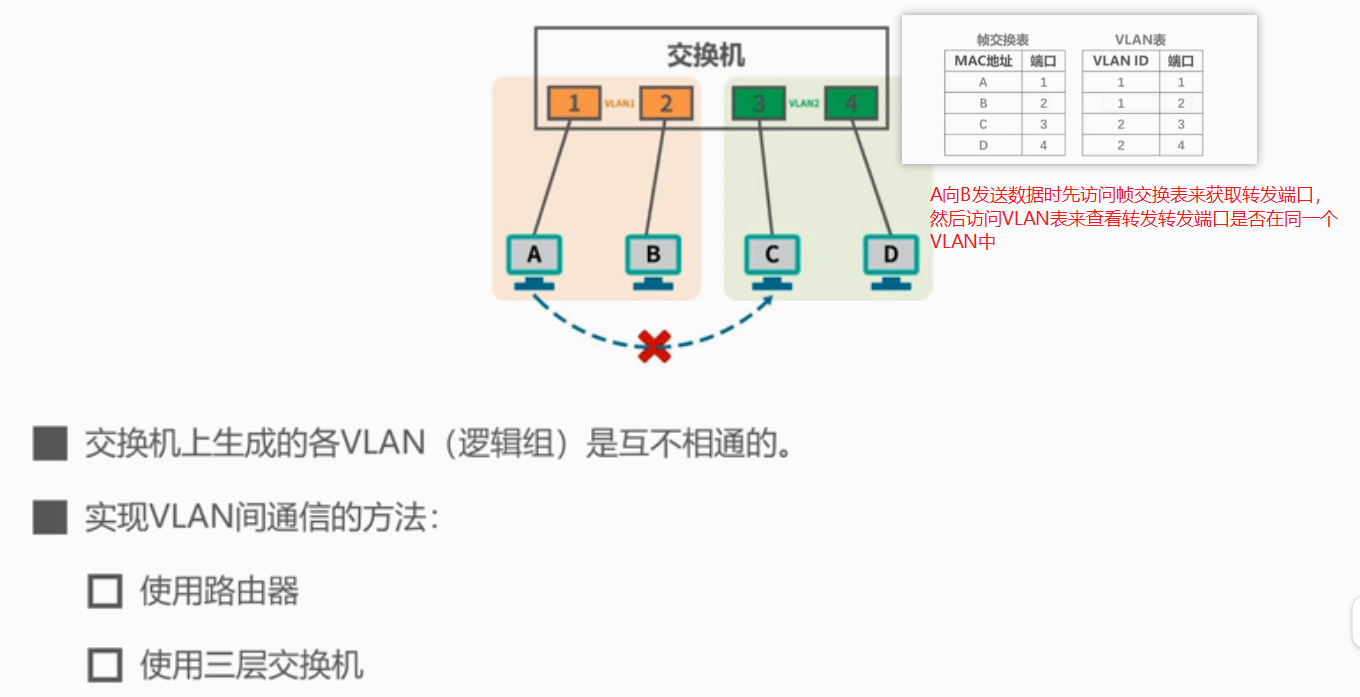 交换机
1 VLAN1 2 3 VLAN2 4
A B C D
帧交换表
MAC地址 端口
A 1
B 2
C 3
D 4
VLAN表
VLAN ID 端口
1 1
1 2
2 3
2 4
A向B发送数据时先访问帧交换表来获取转发端口，
然后访问VLAN表来查看转发转发端口是否在同一个
VLAN中
交换机上生成的各VLAN（逻辑组）是互不相通的。
实现VLAN间通信的方法：
使用路由器
使用三层交换机